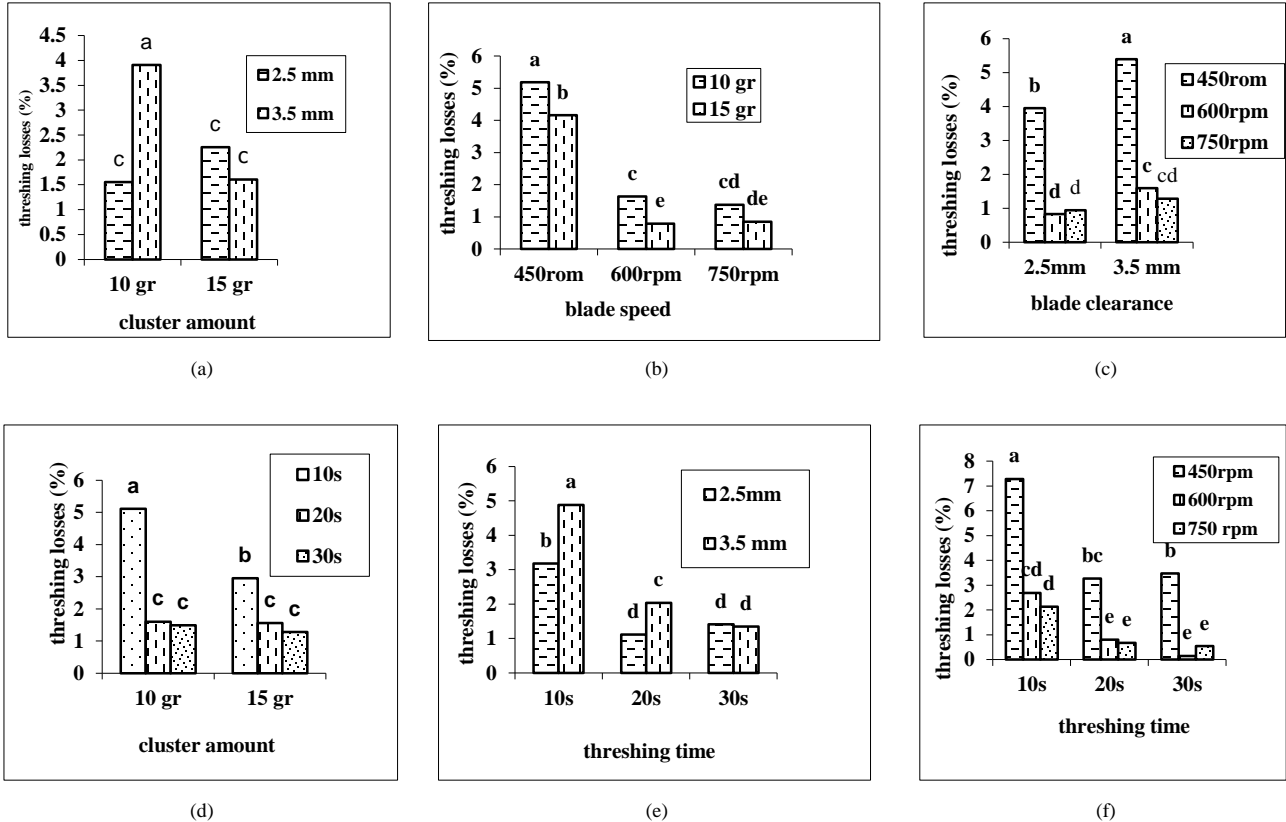 threshing losses (%)
4.5
4
3.5
3
2.5
2
1.5
1
0.5
0
c
a
c
c
10 gr 15 gr
cluster amount
2.5 mm
3.5 mm
(a)
threshing losses (%)
6
5
4
3
2
1
0
a
b
c
e
cd
de
450rom 600rpm 750rpm
blade speed
10 gr
15 gr
(b)
threshing losses (%)
6
5
4
3
2
1
0
b
d
d
a
c
cd
2.5mm 3.5 mm
blade clearance
450rom
600rpm
750rpm
(c)
threshing losses (%)
6
5
4
3
2
1
0
a
c
c
b
c
c
10 gr 15 gr
cluster amount
10s
20s
30s
(d)
threshing losses (%)
6
5
4
3
2
1
0
b
a
d
c
d
d
10s 20s 30s
threshing time
2.5mm
3.5 mm
(e)
threshing losses (%)
8
7
6
5
4
3
2
1
0
a
cd
d
bc
e
e
b
e
e
10s 20s 30s
threshing time
450rpm
600rpm
750 rpm
(f)